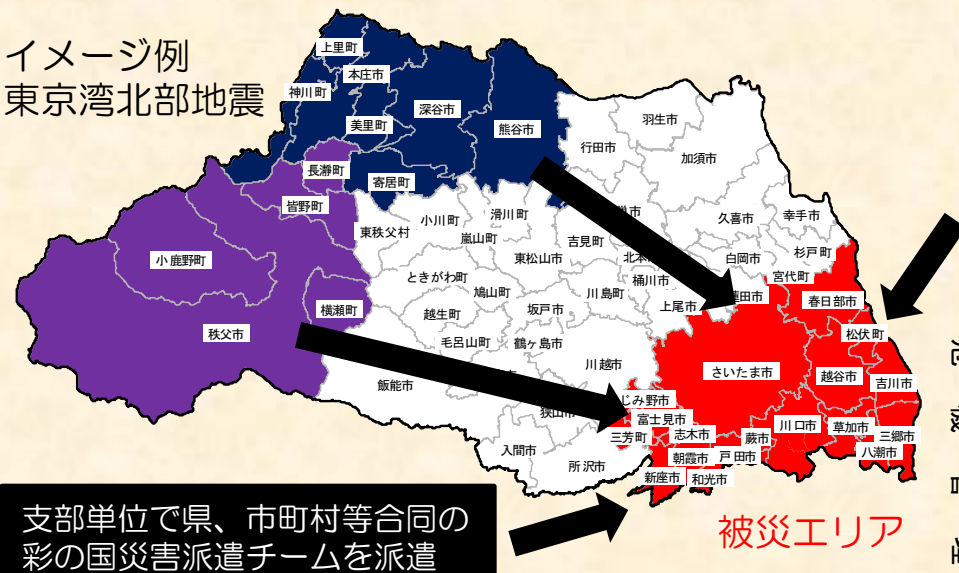 イメージ例
東京湾北部地震
上里町
本庄市
神川町
深谷市
熊谷市
美里町
羽生市
行田市
加須市
長瀞町
寄居町
皆野町
小川町
滑川町
久喜市
幸手市
東秩父村
嵐山町
吉見町
小鹿野町
東松山市
白岡市
杉戸町
ときがわ町
桶川市
宮代町
鳩山町
川島町
上尾市
春日部市
横瀬町
越生町
坂戸市
秩父市
松伏町
毛呂山町
鶴ヶ島市
川越市
さいたま市
越谷市
吉川市
飯能市
じみ野市
狭山市
富士見市
川口市
草加市
三芳町
志木市
蕨市
三郷市
入間市
所沢市
朝霞市
戸田市
八潮市
新座市
和光市
被災エリア
支部単位で県、市町村等合同の
彩の国災害派遣チームを派遣